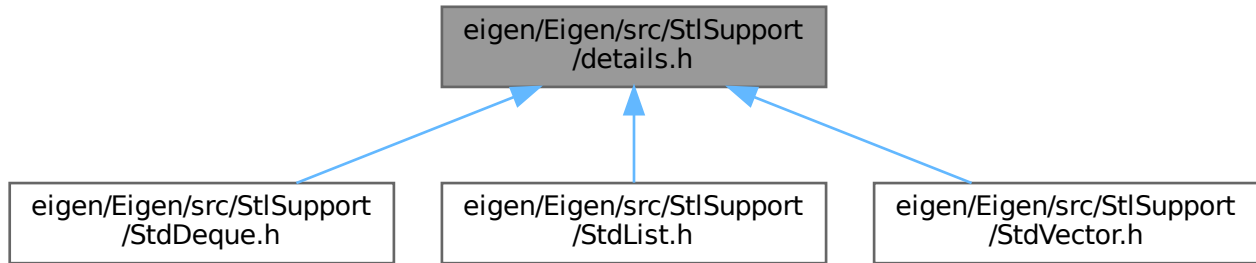 eigen/Eigen/src/StlSupport
/details.h
eigen/Eigen/src/StlSupport
/StdDeque.h
eigen/Eigen/src/StlSupport
/StdList.h
eigen/Eigen/src/StlSupport
/StdVector.h